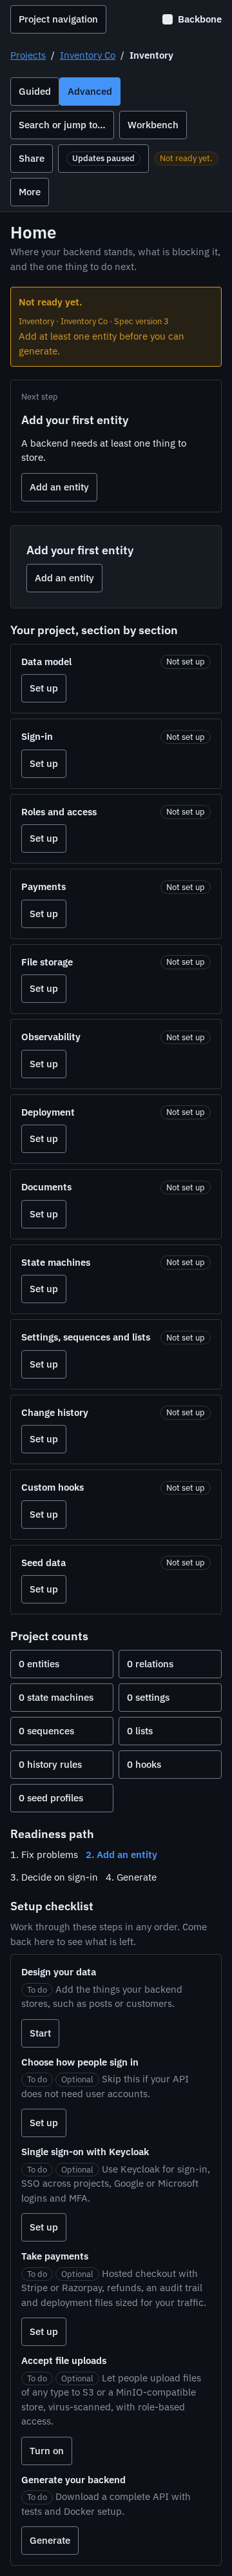 Project navigation
Backbone
Projects / Inventory Co / Inventory
Guided
Advanced
Search or jump to...
Workbench
Share
Updates paused
Not ready yet.
More
Home
Where your backend stands, what is blocking it,
and the one thing to do next.
Not ready yet.
Inventory · Inventory Co · Spec version 3
Add at least one entity before you can
generate.
Next step
Add your first entity
A backend needs at least one thing to
store.
Add an entity
Add your first entity
Add an entity
Your project, section by section
Data model
Not set up
Set up
Sign-in
Not set up
Set up
Roles and access
Not set up
Set up
Payments
Not set up
Set up
File storage
Not set up
Set up
Observability
Not set up
Set up
Deployment
Not set up
Set up
Documents
Not set up
Set up
State machines
Not set up
Set up
Settings, sequences and lists
Not set up
Set up
Change history
Not set up
Set up
Custom hooks
Not set up
Set up
Seed data
Not set up
Set up
Project counts
0 entities
0 relations
0 state machines
0 settings
0 sequences
0 lists
0 history rules
0 hooks
0 seed profiles
Readiness path
1. Fix problems 2. Add an entity
3. Decide on sign-in 4. Generate
Setup checklist
Work through these steps in any order. Come
back here to see what is left.
Design your data
To do Add the things your backend
stores, such as posts or customers.
Start
Choose how people sign in
To do Optional Skip this if your API
does not need user accounts.
Set up
Single sign-on with Keycloak
To do Optional Use Keycloak for sign-in,
SSO across projects, Google or Microsoft
logins and MFA.
Set up
Take payments
To do Optional Hosted checkout with
Stripe or Razorpay, refunds, an audit trail
and deployment files sized for your traffic.
Set up
Accept file uploads
To do Optional Let people upload files
of any type to S3 or a MinIO-compatible
store, virus-scanned, with role-based
access.
Turn on
Generate your backend
To do Download a complete API with
tests and Docker setup.
Generate